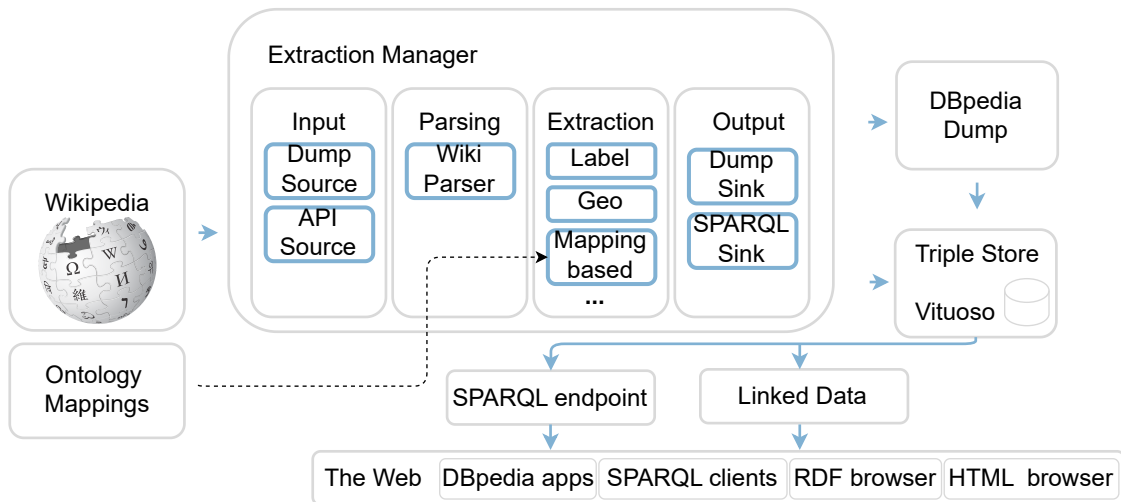 Extraction Manager
Input
Dump
Source
API
Source
Parsing
Wiki
Parser
Extraction
Label
Geo
Mapping
based
...
Output
Dump
Sink
SPARQL
Sink
DBpedia
Dump
Wikipedia
Ω
W
維
И
Triple Store
Vituoso
Ontology
Mappings
SPARQL endpoint
Linked Data
The Web
DBpedia apps
SPARQL clients
RDF browser
HTML browser